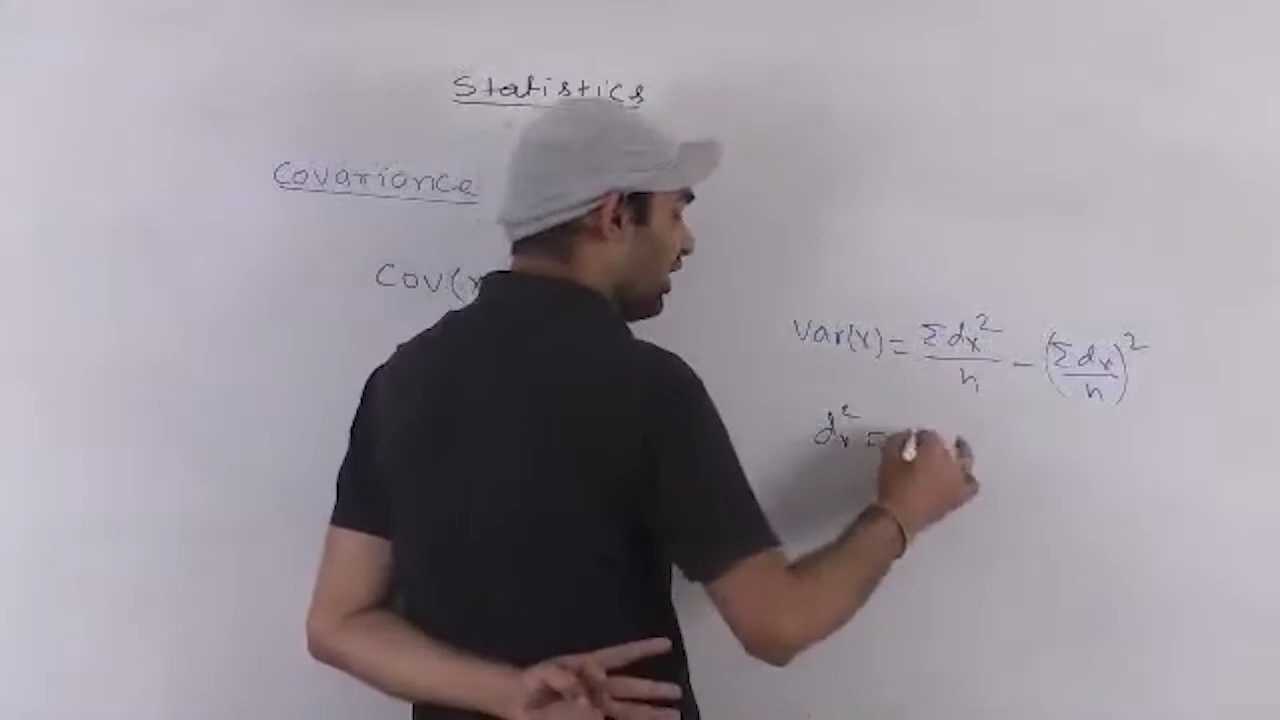 Statistics
Covariance
Cov(x
Var(x) = Σdx²/n - (Σdx/n)²
dx² =